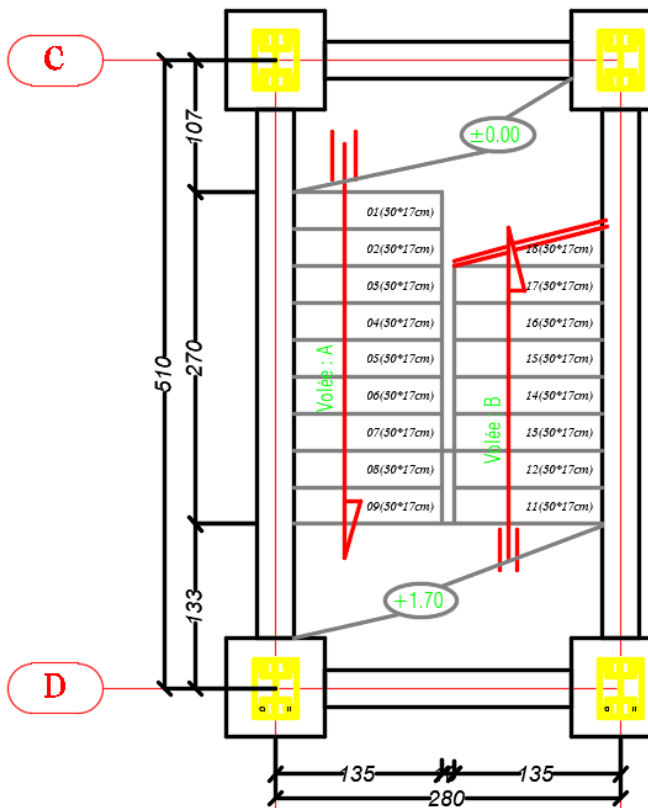 C
±0.00
107
01(30*17cm)
02(30*17cm)
18(30*17cm)
03(30*17cm)
17(30*17cm)
04(30*17cm)
16(30*17cm)
510
270
Volée : A
05(30*17cm)
15(30*17cm)
06(30*17cm)
14(30*17cm)
Volée B
07(30*17cm)
13(30*17cm)
08(30*17cm)
12(30*17cm)
09(30*17cm)
11(30*17cm)
133
+1.70
D
135
135
280